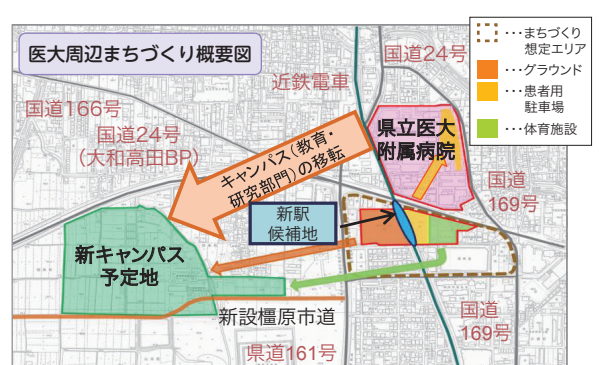 医大周辺まちづくり概要図
・・・まちづくり
想定エリア
・・・グラウンド
・・・患者用
駐車場
・・・体育施設
国道24号
近鉄電車
国道166号
国道24号
(大和高田BP)
県立医大
附属病院
キャンパス(教育・
研究部門)の移転
国道
169号
新駅
候補地
新キャンパス
予定地
新設橿原市道
国道
169号
県道161号